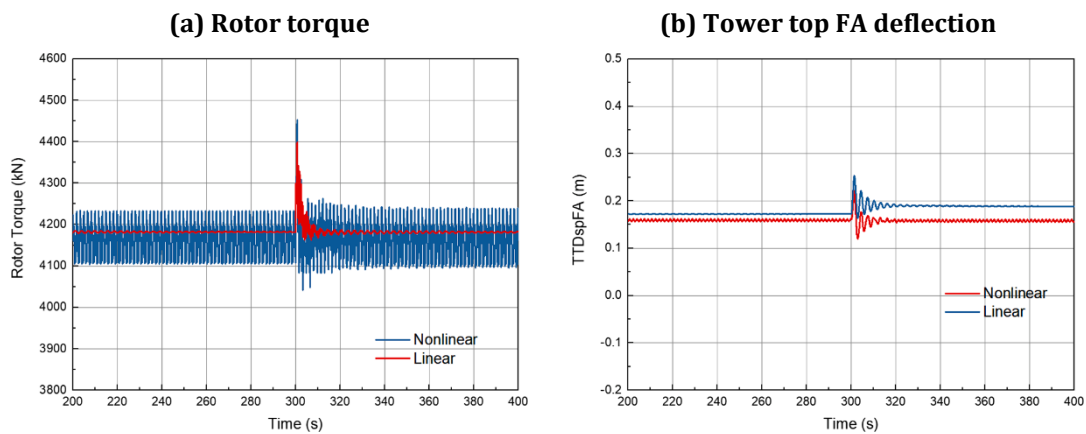 (a) Rotor torque
4600
4500
4400
4300
4200
4100
4000
3900
3800
Rotor Torque (kN)
Nonlinear
Linear
200 220 240 260 280 300 320 340 360 380 400
Time (s)
(b) Tower top FA deflection
0.5
0.4
0.3
0.2
0.1
0.0
-0.1
-0.2
TTDspFA (m)
Nonlinear
Linear
200 220 240 260 280 300 320 340 360 380 400
Time (s)